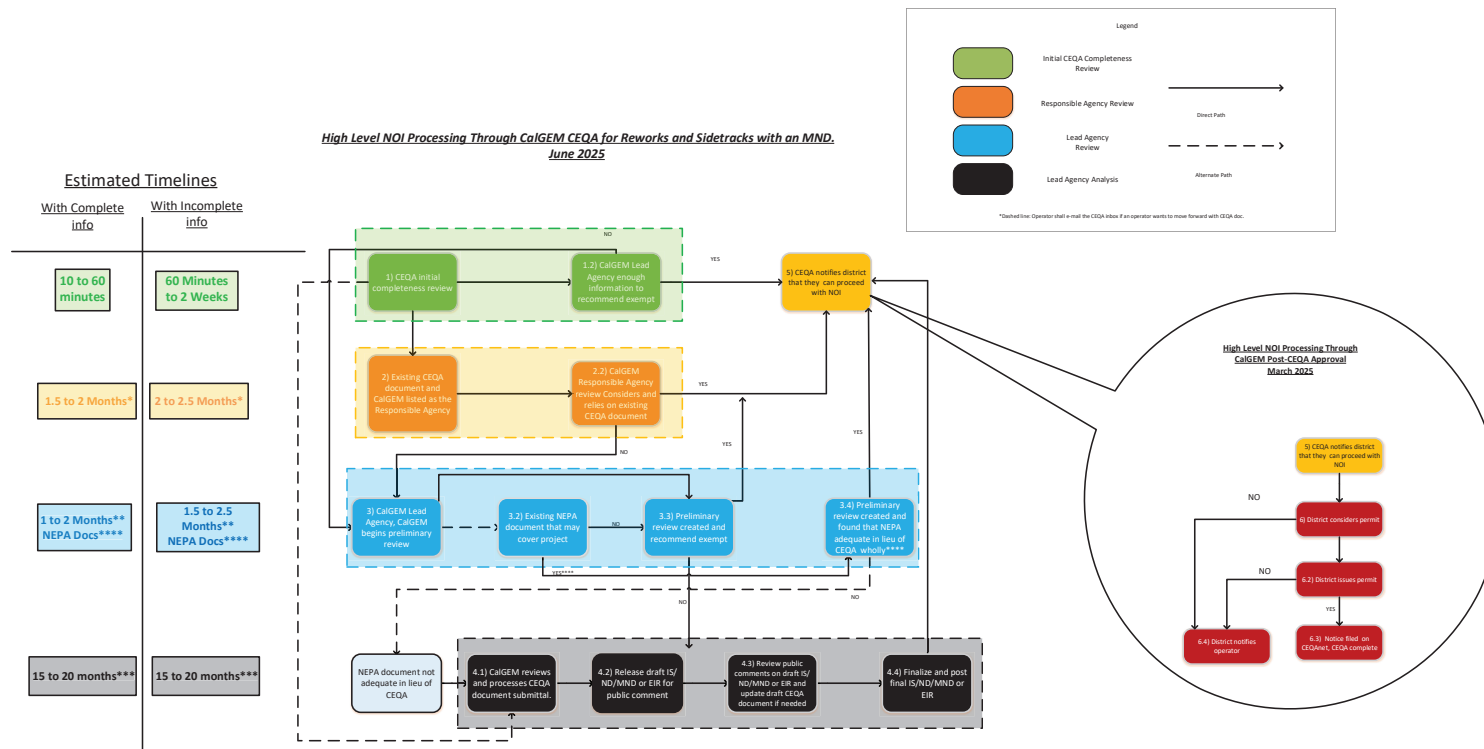 Legend
Initial CEQA Completeness
Review
Responsible Agency Review
Direct Path
Lead Agency
Review
Alternate Path
Lead Agency Analysis
*Dashed line: Operator shall e-mail the CEQA inbox if an operator wants to move forward with CEQA doc.
High Level NOI Processing Through CalGEM CEQA for Reworks and Sidetracks with an MND.
June 2025
Estimated Timelines
With Complete
info
With Incomplete
info
10 to 60
minutes
60 Minutes
to 2 Weeks
1.5 to 2 Months*
2 to 2.5 Months*
1 to 2 Months**
NEPA Docs****
1.5 to 2.5
Months**
NEPA Docs****
15 to 20 months***
15 to 20 months***
NO
1) CEQA initial
completeness review
1.2) CalGEM Lead
Agency enough
information to
recommend exempt
YES
5) CEQA notifies district
that they can proceed
with NOI
2) Existing CEQA
document and
CalGEM listed as the
Responsible Agency
2.2) CalGEM
Responsible Agency
review Considers and
relies on existing
CEQA document
YES
NO
YES
YES
3) CalGEM Lead
Agency, CalGEM
begins preliminary
review
3.2) Existing NEPA
document that may
cover project
NO
3.3) Preliminary
review created and
recommend exempt
3.4) Preliminary
review created and
found that NEPA
adequate in lieu of
CEQA wholly****
YES****
NO
NO
NEPA document not
adequate in lieu of
CEQA
4.1) CalGEM reviews
and processes CEQA
document submittal.
4.2) Release draft IS/
ND/MND or EIR for
public comment
4.3) Review public
comments on draft IS/
ND/MND or EIR and
update draft CEQA
document if needed
4.4) Finalize and post
final IS/ND/MND or
EIR
High Level NOI Processing Through
CalGEM Post-CEQA Approval
March 2025
5) CEQA notifies district
that they can proceed with
NOI
NO
6) District considers permit
NO
6.2) District issues permit
YES
6.4) District notifies
operator
6.3) Notice filed on
CEQAnet, CEQA complete